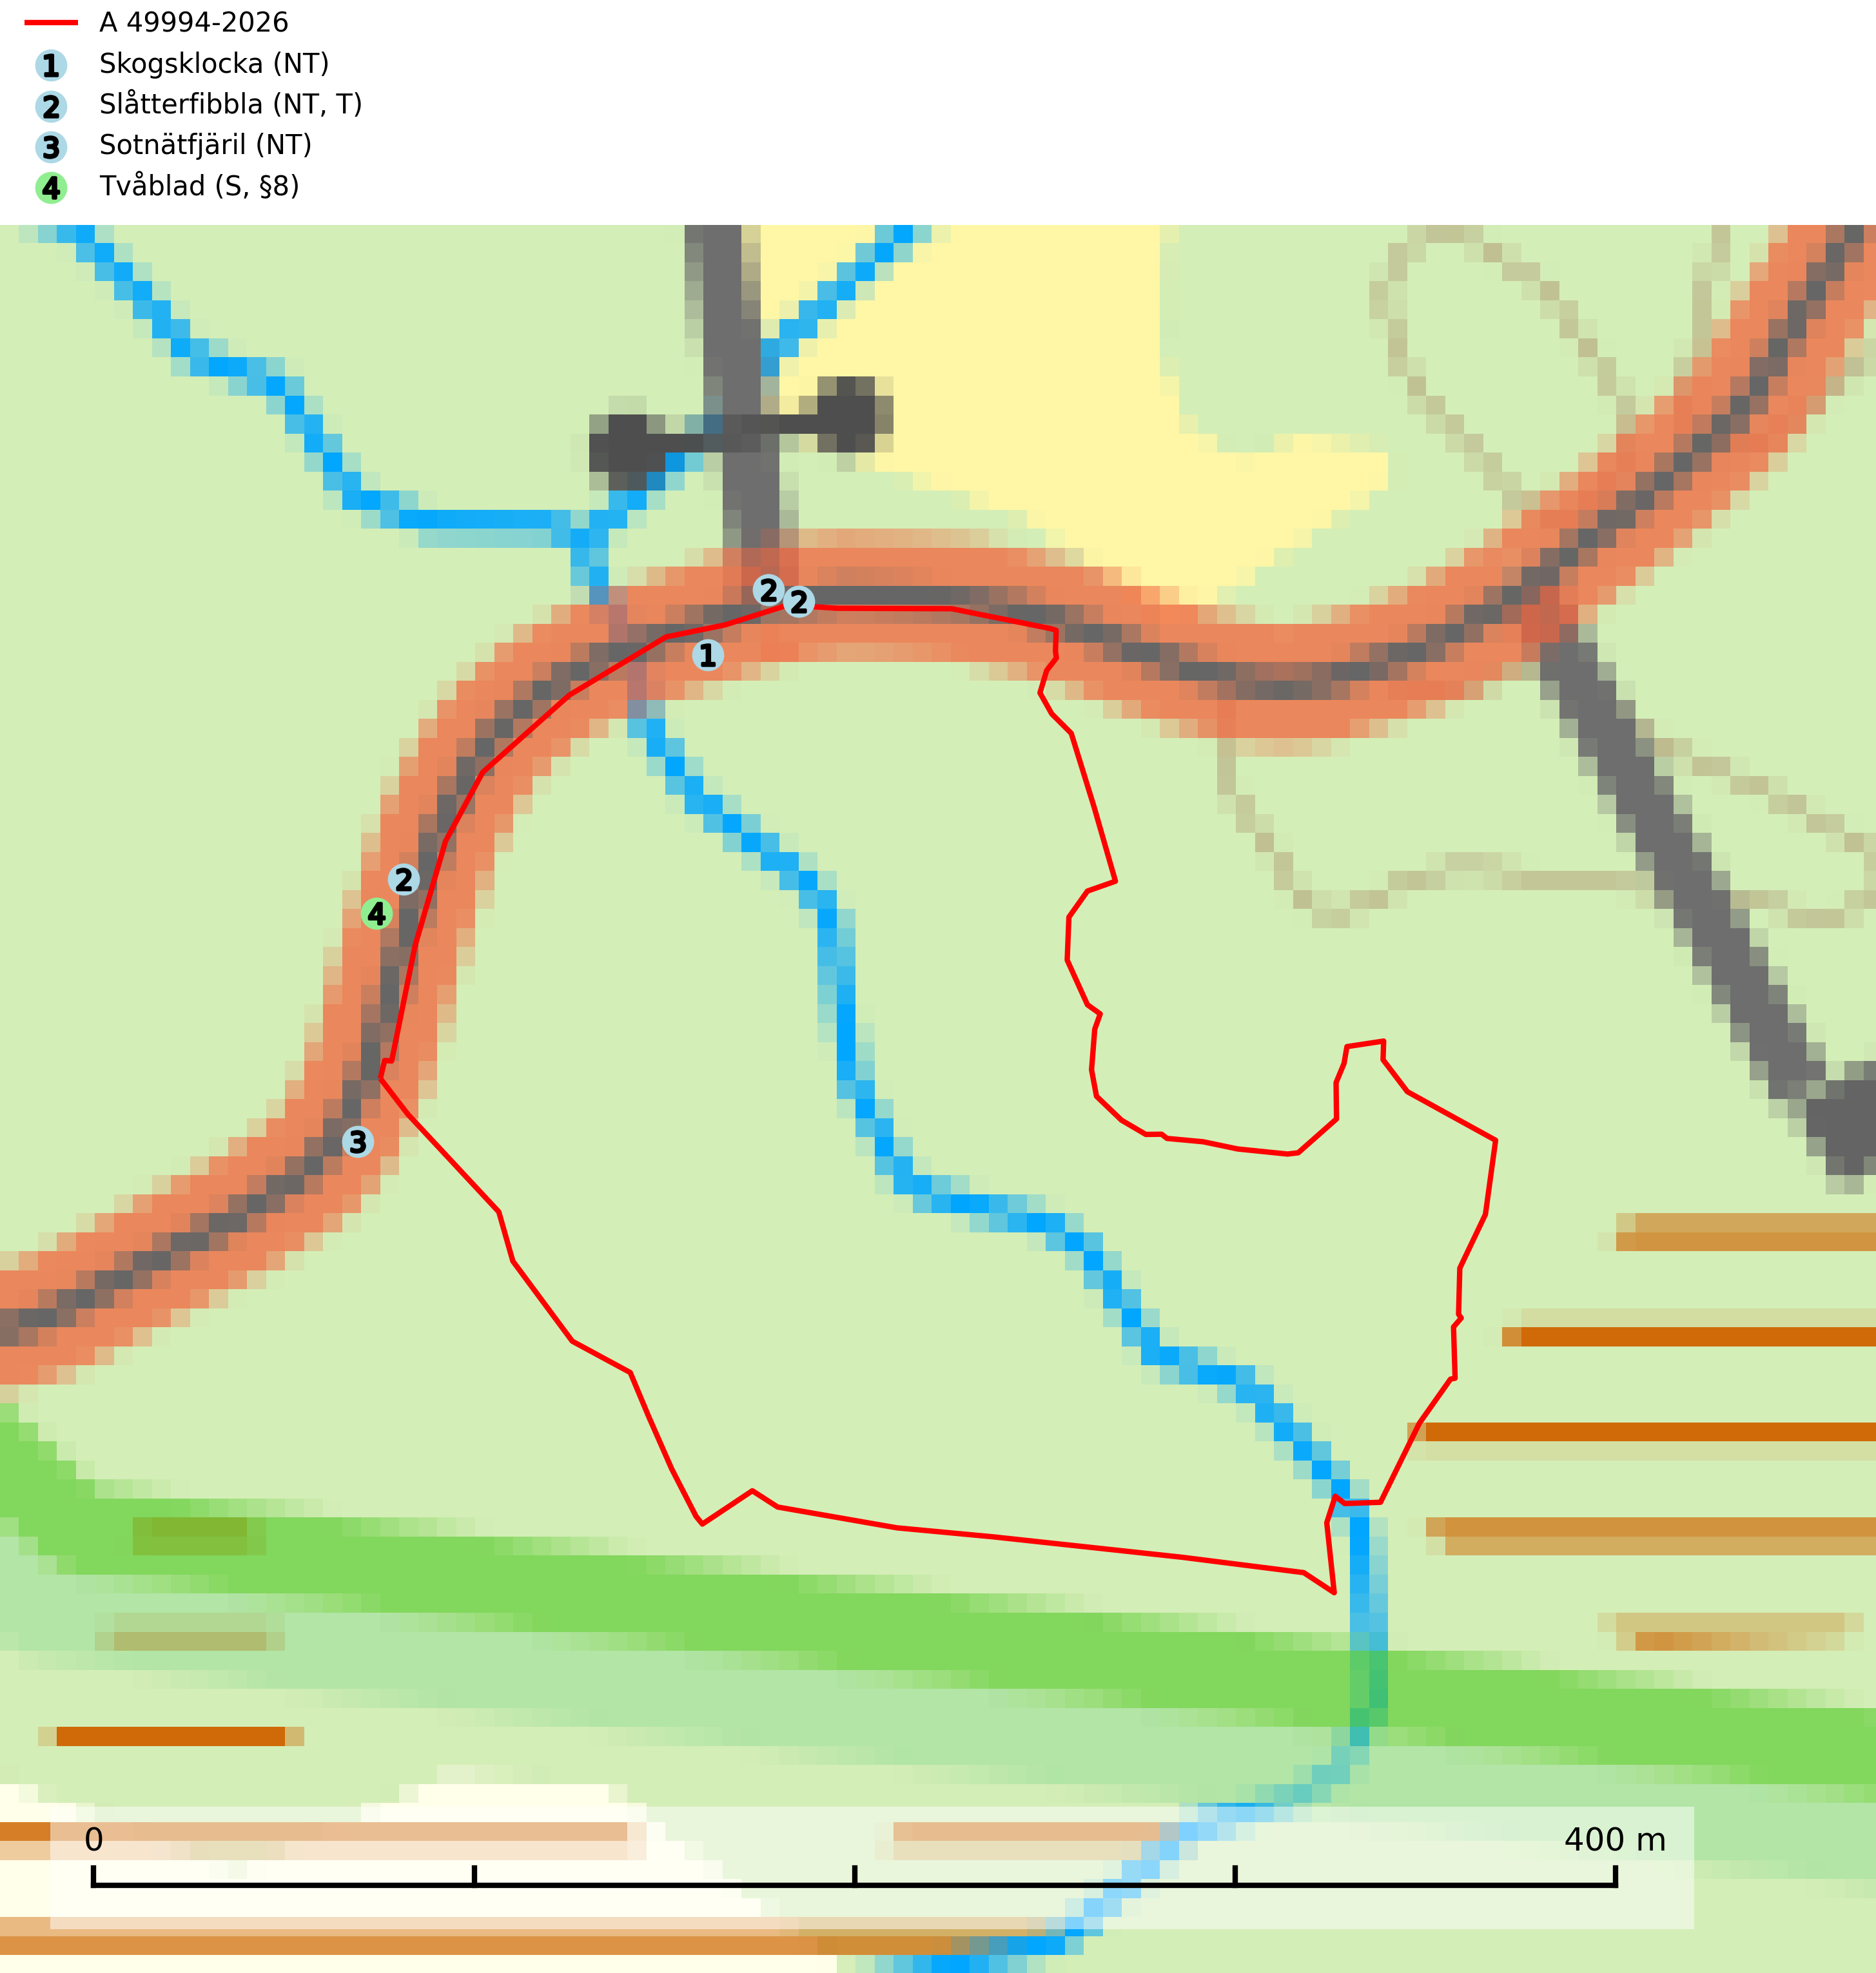 A 49994-2026
1 Skogsklocka (NT)
2 Slåtterfibbla (NT, T)
3 Sotnätfjäril (NT)
4 Tvåblad (S, §8)
2 2
1
2
4
3
0 400 m